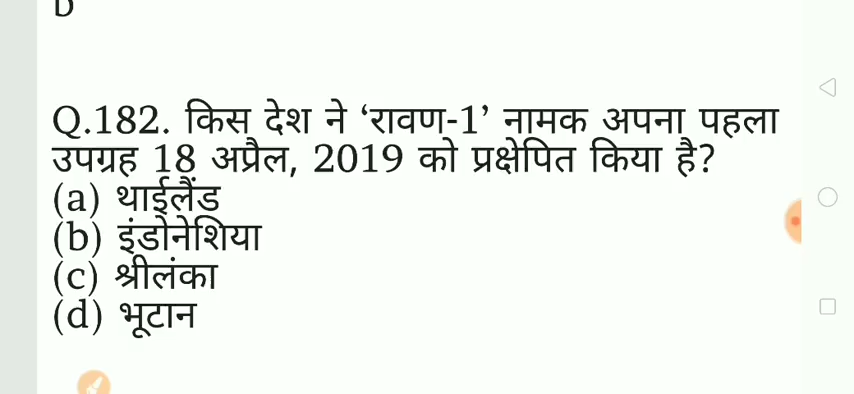 Q.182. किस देश ने ‘रावण-1’ नामक अपना पहला
उपग्रह 18 अप्रैल, 2019 को प्रक्षेपित किया है?
(a) थाईलैंड
(b) इंडोनेशिया
(c) श्रीलंका
(d) भूटान